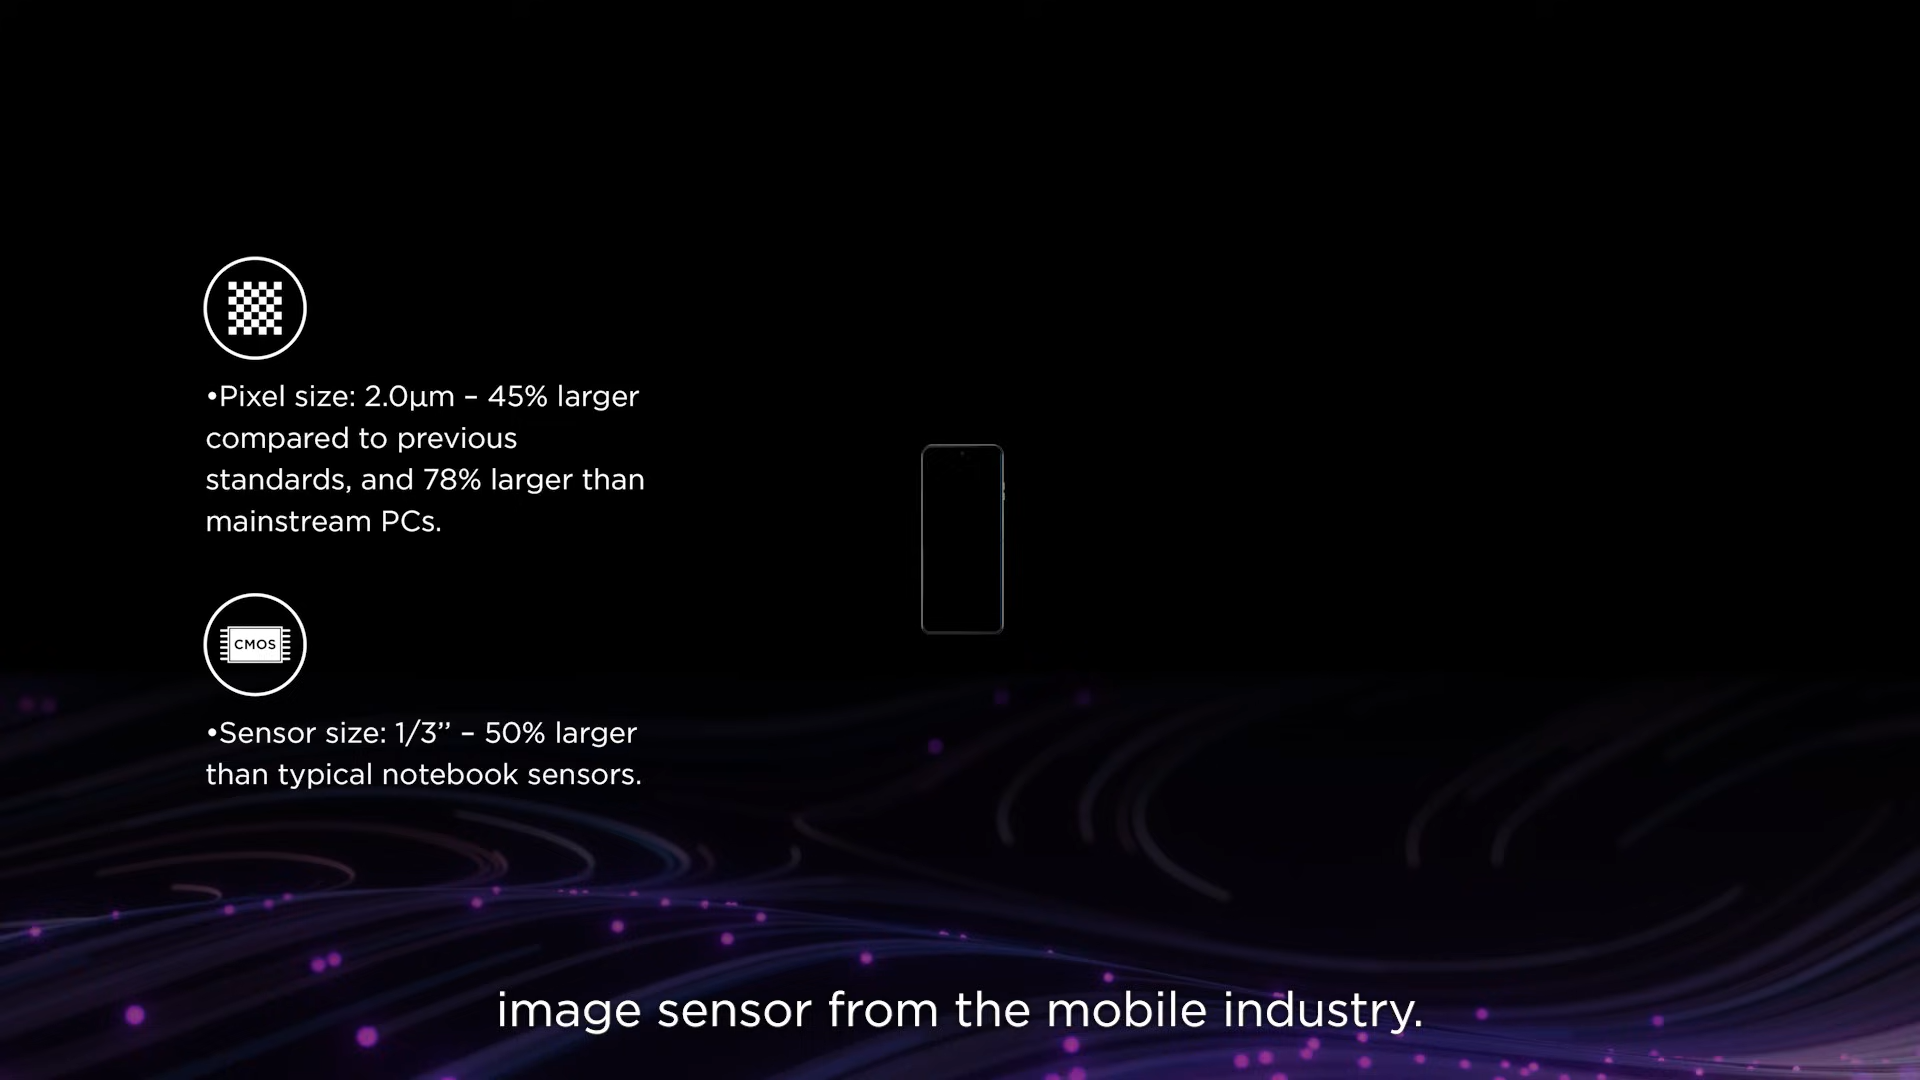 •Pixel size: 2.0µm – 45% larger
compared to previous
standards, and 78% larger than
mainstream PCs.
CMOS
•Sensor size: 1/3’’ – 50% larger
than typical notebook sensors.
image sensor from the mobile industry.